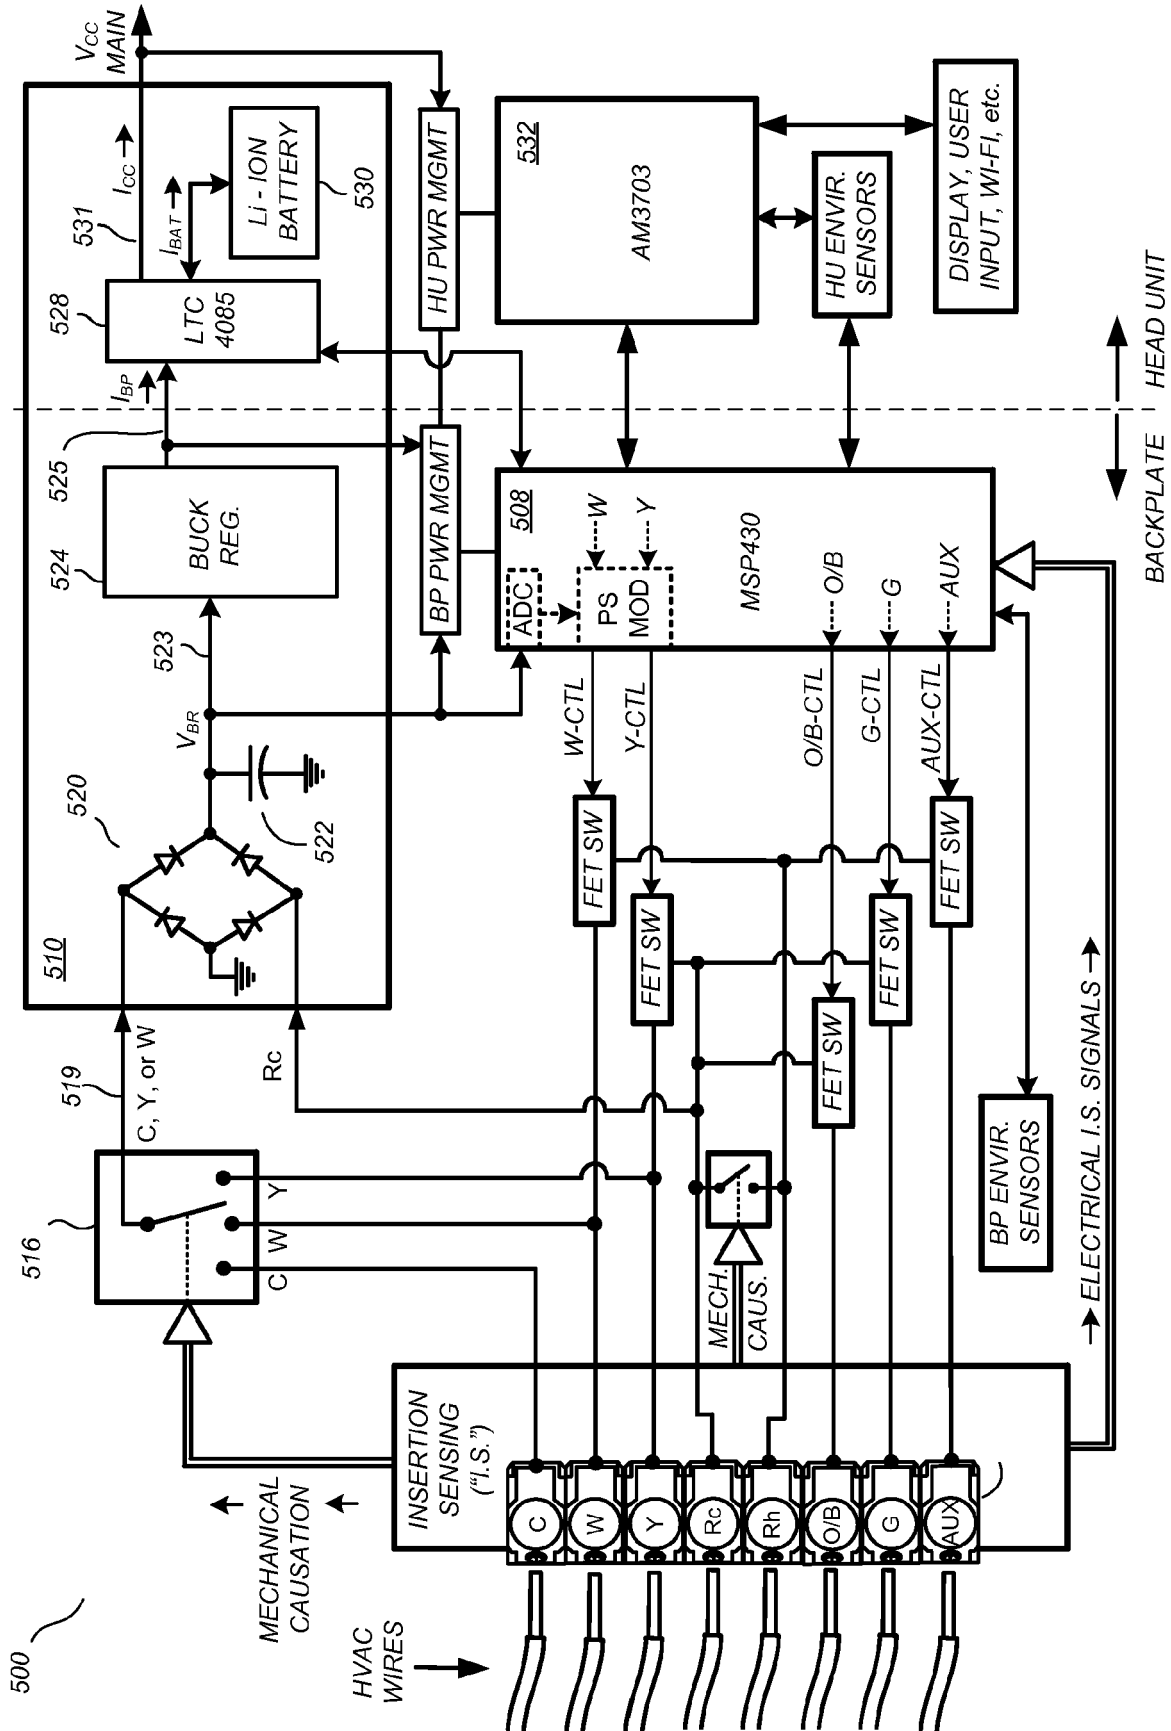 500
HVAC
WIRES
MECHANICAL
CAUSATION
INSERTION
SENSING
("I.S.")
C
W
Y
Rc
Rh
O/B
G
AUX
516
C
W
Y
519
C, Y, or W
Rc
MECH.
CAUS.
ELECTRICAL I.S. SIGNALS
BP ENVIR.
SENSORS
510
520
522
VBR
523
524
BUCK
REG.
525
IBP
528
LTC
4085
531
ICC
IBAT
Li - ION
BATTERY
530
VCC
MAIN
BP PWR MGMT
HU PWR MGMT
FET SW
FET SW
FET SW
FET SW
FET SW
W-CTL
Y-CTL
O/B-CTL
G-CTL
AUX-CTL
508
ADC
PS
MOD
W
Y
MSP430
O/B
G
AUX
532
AM3703
HU ENVIR.
SENSORS
DISPLAY, USER
INPUT, WI-FI, etc.
BACKPLATE
HEAD UNIT